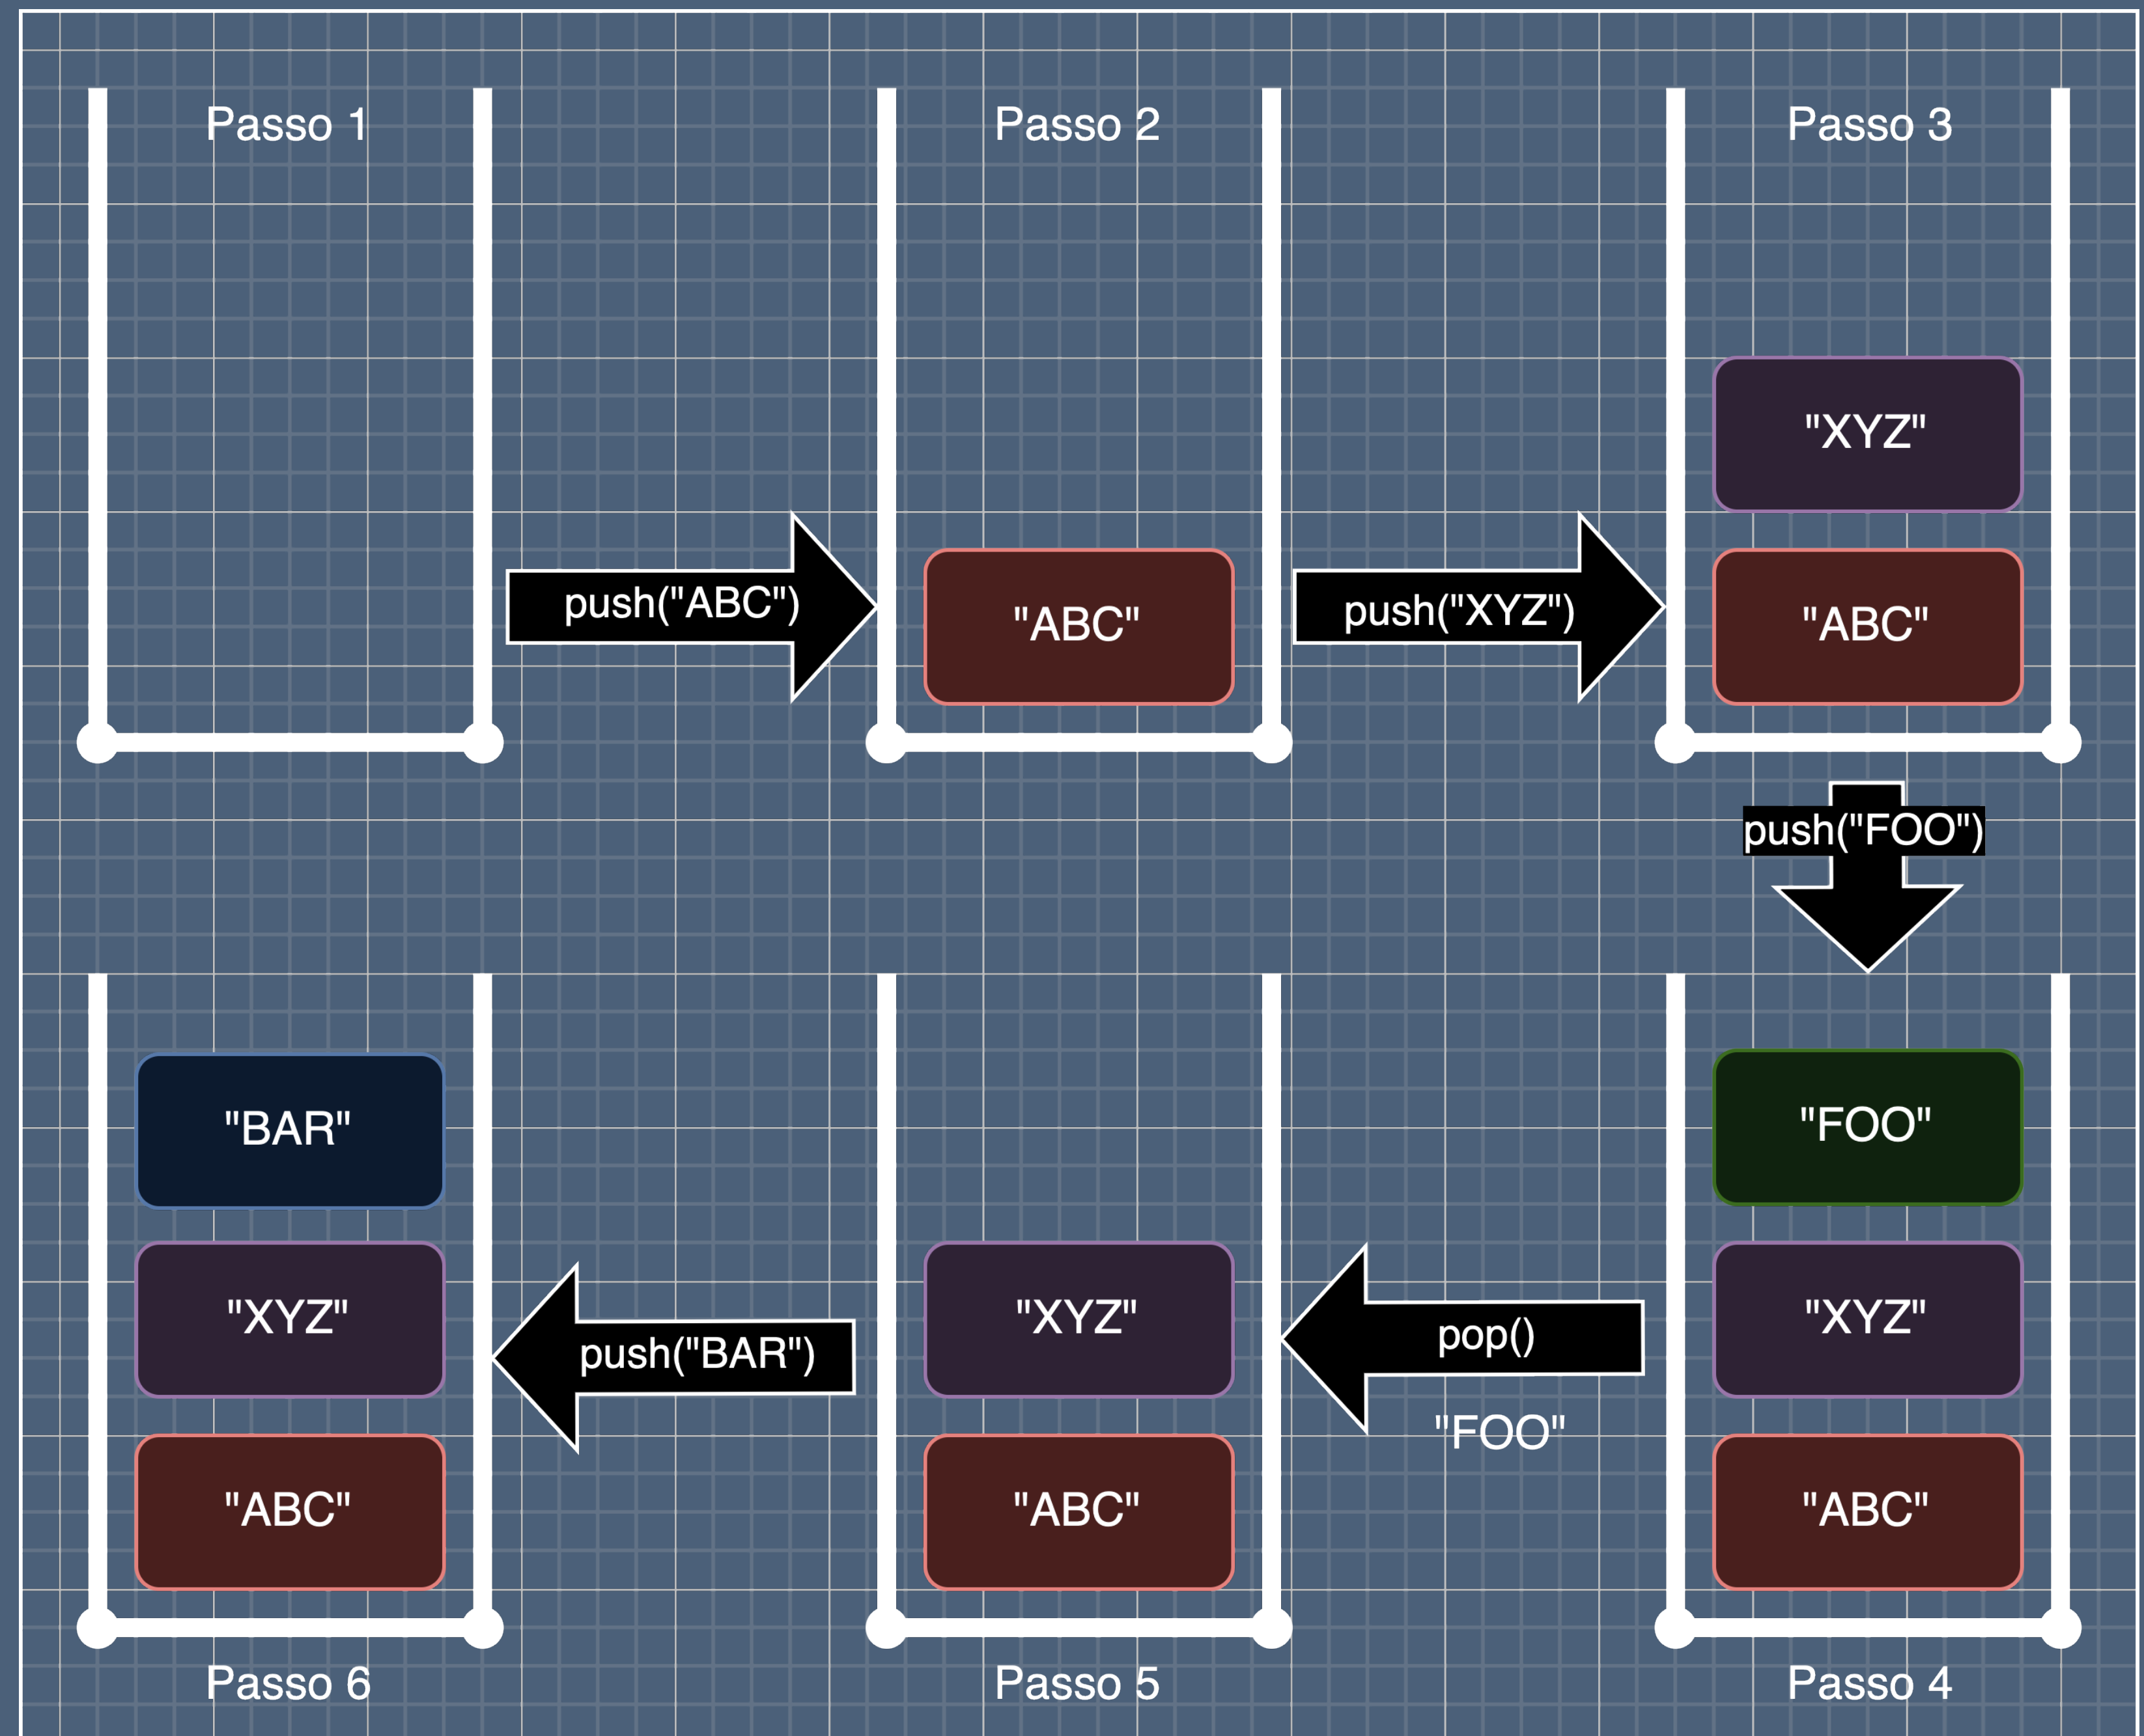 Passo 1
Passo 2
Passo 3
"XYZ"
push("ABC")
"ABC"
push("XYZ")
"ABC"
push("FOO")
"FOO"
"XYZ"
"ABC"
Passo 4
pop()
"FOO"
"XYZ"
"ABC"
Passo 5
push("BAR")
"BAR"
"XYZ"
"ABC"
Passo 6